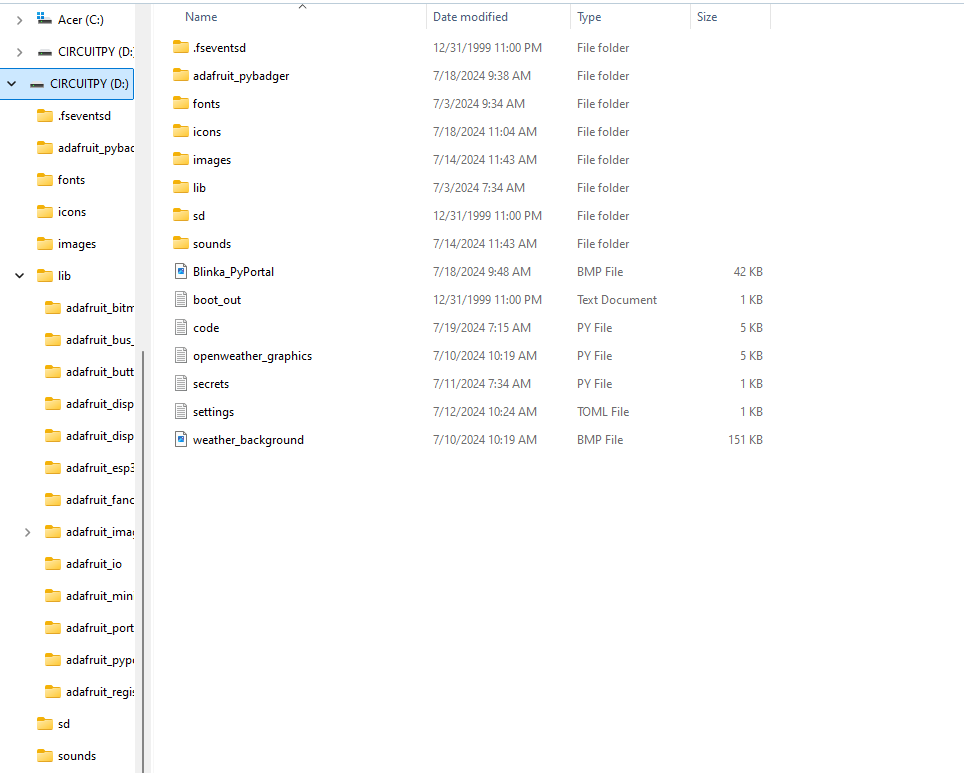 Acer (C:)
CIRCUITPY (D:
CIRCUITPY (D:)
.fseventsd
adafruit_pybac
fonts
icons
images
lib
adafruit_bitm
adafruit_bus_
adafruit_butt
adafruit_disp
adafruit_disp
adafruit_esp3
adafruit_fanc
adafruit_imag
adafruit_io
adafruit_min
adafruit_port
adafruit_pypo
adafruit_regis
sd
sounds
Name Date modified Type Size
.fseventsd 12/31/1999 11:00 PM File folder
adafruit_pybadger 7/18/2024 9:38 AM File folder
fonts 7/3/2024 9:34 AM File folder
icons 7/18/2024 11:04 AM File folder
images 7/14/2024 11:43 AM File folder
lib 7/3/2024 7:34 AM File folder
sd 12/31/1999 11:00 PM File folder
sounds 7/14/2024 11:43 AM File folder
Blinka_PyPortal 7/18/2024 9:48 AM BMP File 42 KB
boot_out 12/31/1999 11:00 PM Text Document 1 KB
code 7/19/2024 7:15 AM PY File 5 KB
openweather_graphics 7/10/2024 10:19 AM PY File 5 KB
secrets 7/11/2024 7:34 AM PY File 1 KB
settings 7/12/2024 10:24 AM TOML File 1 KB
weather_background 7/10/2024 10:19 AM BMP File 151 KB